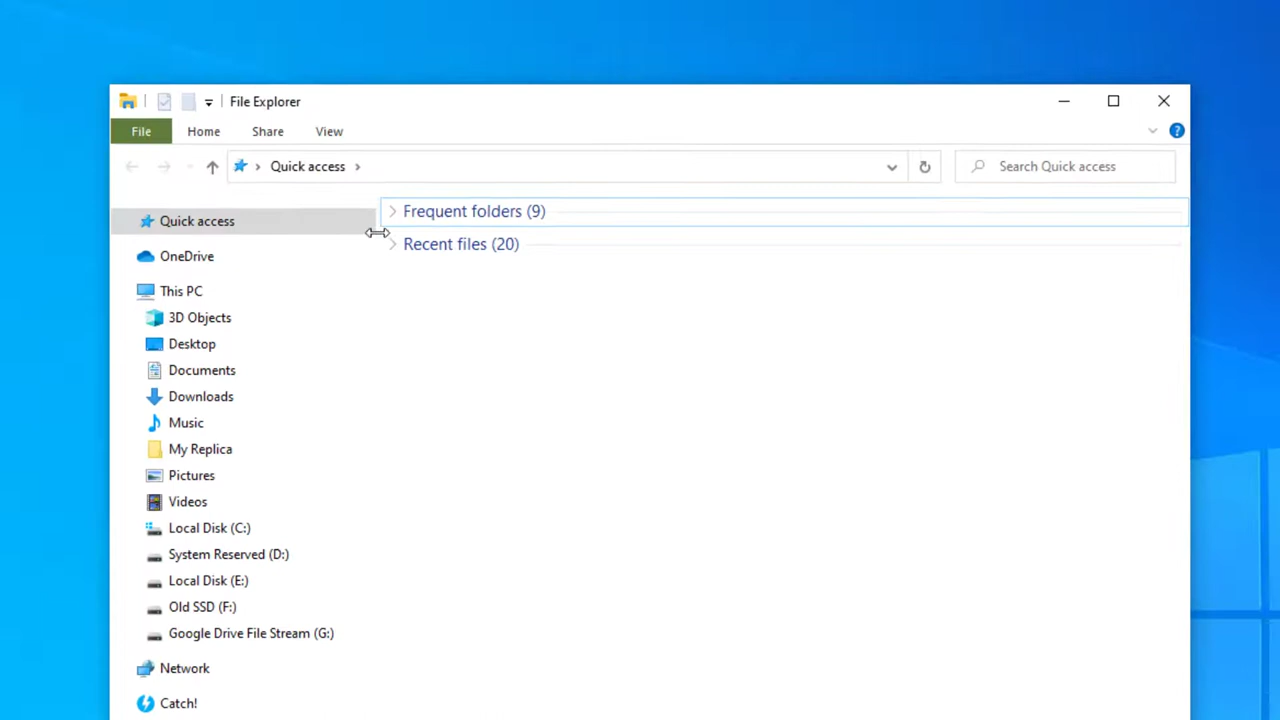 File Explorer
File Home Share View
Quick access
Search Quick access
Quick access
Frequent folders (9)
Recent files (20)
OneDrive
This PC
3D Objects
Desktop
Documents
Downloads
Music
My Replica
Pictures
Videos
Local Disk (C:)
System Reserved (D:)
Local Disk (E:)
Old SSD (F:)
Google Drive File Stream (G:)
Network
Catch!